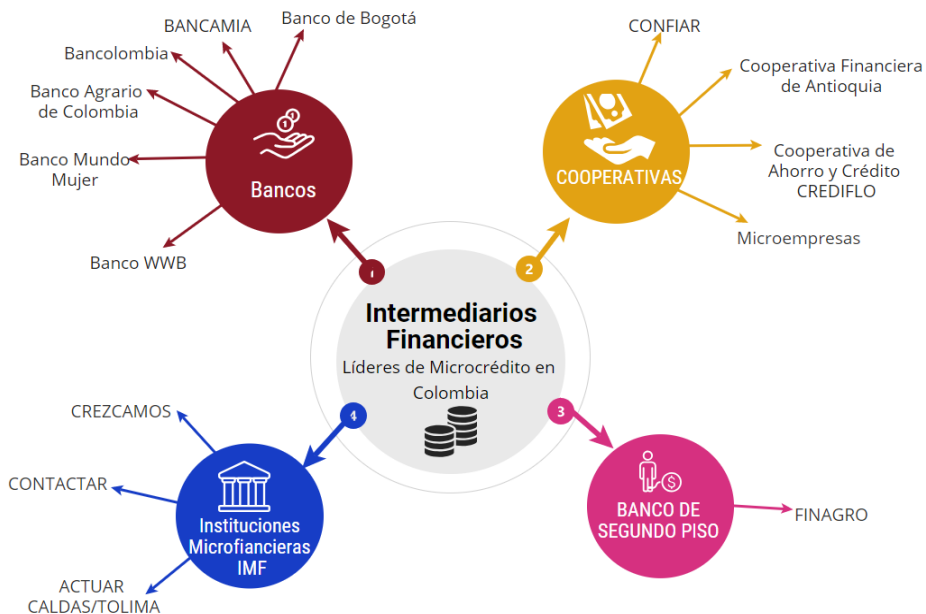 Intermediarios
Financieros
Líderes de Microcrédito en
Colombia
1
Bancos
Banco de Bogotá
BANCAMIA
Bancolombia
Banco Agrario
de Colombia
Banco Mundo
Mujer
Banco WWB
2
COOPERATIVAS
CONFIAR
Cooperativa Financiera
de Antioquia
Cooperativa de
Ahorro y Crédito
CREDIFLO
Microempresas
3
BANCO DE
SEGUNDO PISO
$
FINAGRO
4
Instituciones
Microfiancieras
IMF
CREZCAMOS
CONTACTAR
ACTUAR
CALDAS/TOLIMA